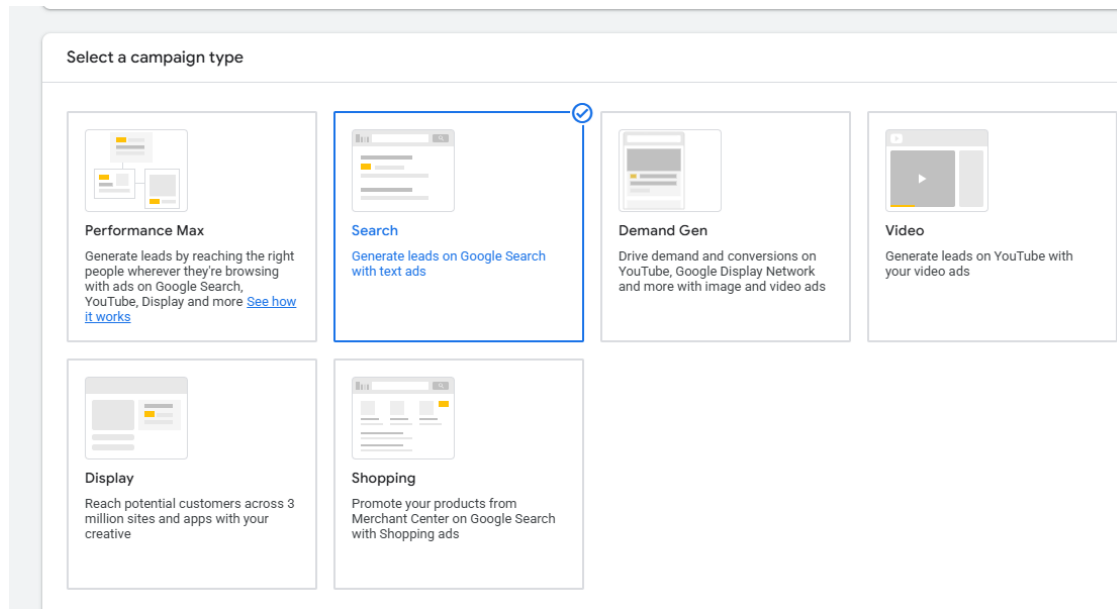 Select a campaign type
Performance Max
Generate leads by reaching the right
people wherever they're browsing
with ads on Google Search,
YouTube, Display and more See how
it works
Search
Generate leads on Google Search
with text ads
Demand Gen
Drive demand and conversions on
YouTube, Google Display Network
and more with image and video ads
Video
Generate leads on YouTube with
your video ads
Display
Reach potential customers across 3
million sites and apps with your
creative
Shopping
Promote your products from
Merchant Center on Google Search
with Shopping ads